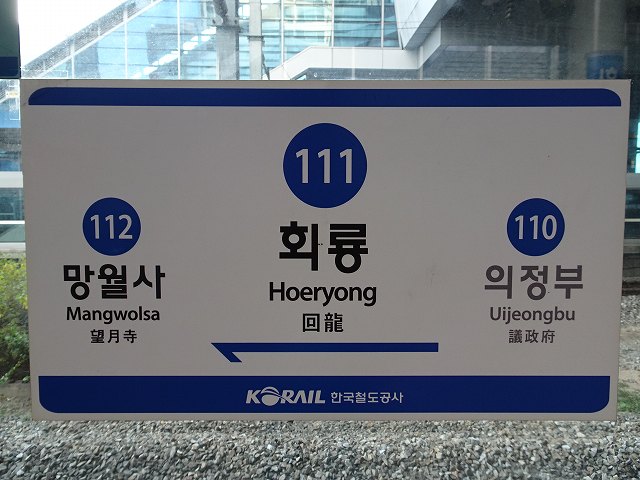 111
회룡
Hoeryong
回龍
112
망월사
Mangwolsa
望月寺
110
의정부
Uijeongbu
議政府
KORAIL 한국철도공사